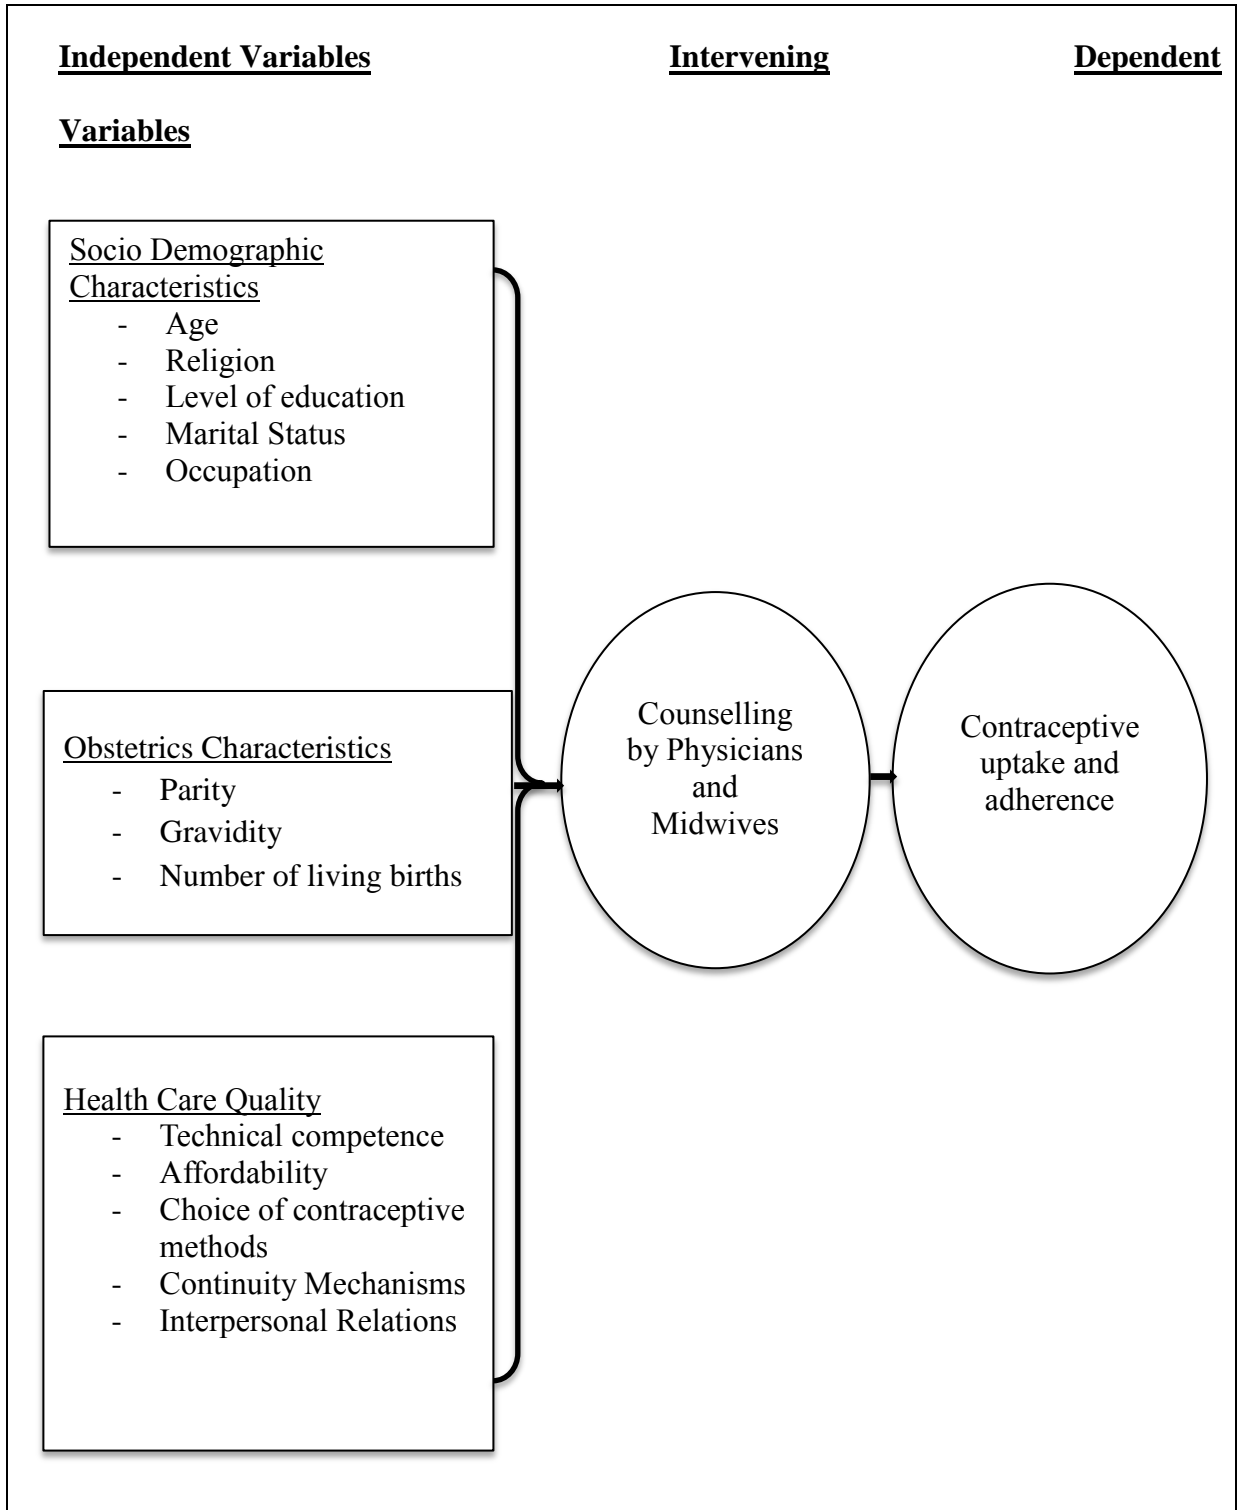 Independent Variables Intervening Dependent
Variables
Socio Demographic
Characteristics
- Age
- Religion
- Level of education
- Marital Status
- Occupation
Obstetrics Characteristics
- Parity
- Gravidity
- Number of living births
Health Care Quality
- Technical competence
- Affordability
- Choice of contraceptive
methods
- Continuity Mechanisms
- Interpersonal Relations
Counselling
by Physicians
and
Midwives
Contraceptive
uptake and
adherence